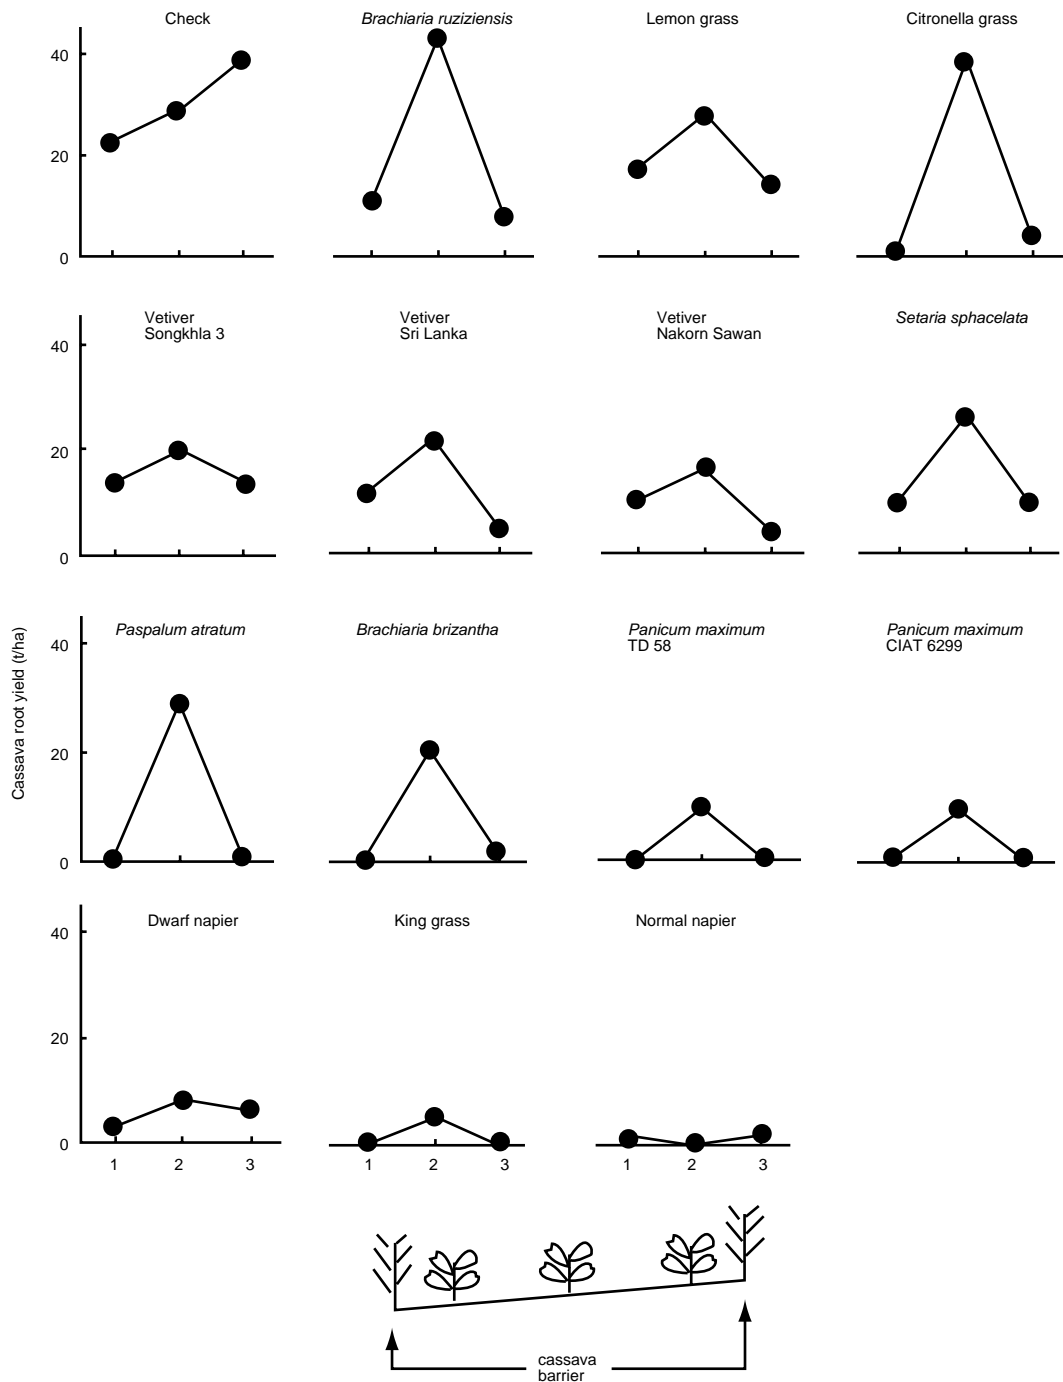 Check
Brachiaria ruziziensis
Lemon grass
Citronella grass
40
20
0
Vetiver
Songkhla 3
Vetiver
Sri Lanka
Vetiver
Nakorn Sawan
Setaria sphacelata
40
20
0
Cassava root yield (t/ha)
Paspalum atratum
Brachiaria brizantha
Panicum maximum
TD 58
Panicum maximum
CIAT 6299
40
20
0
Dwarf napier
King grass
Normal napier
40
20
0
1 2 3
1 2 3
1 2 3
cassava
barrier